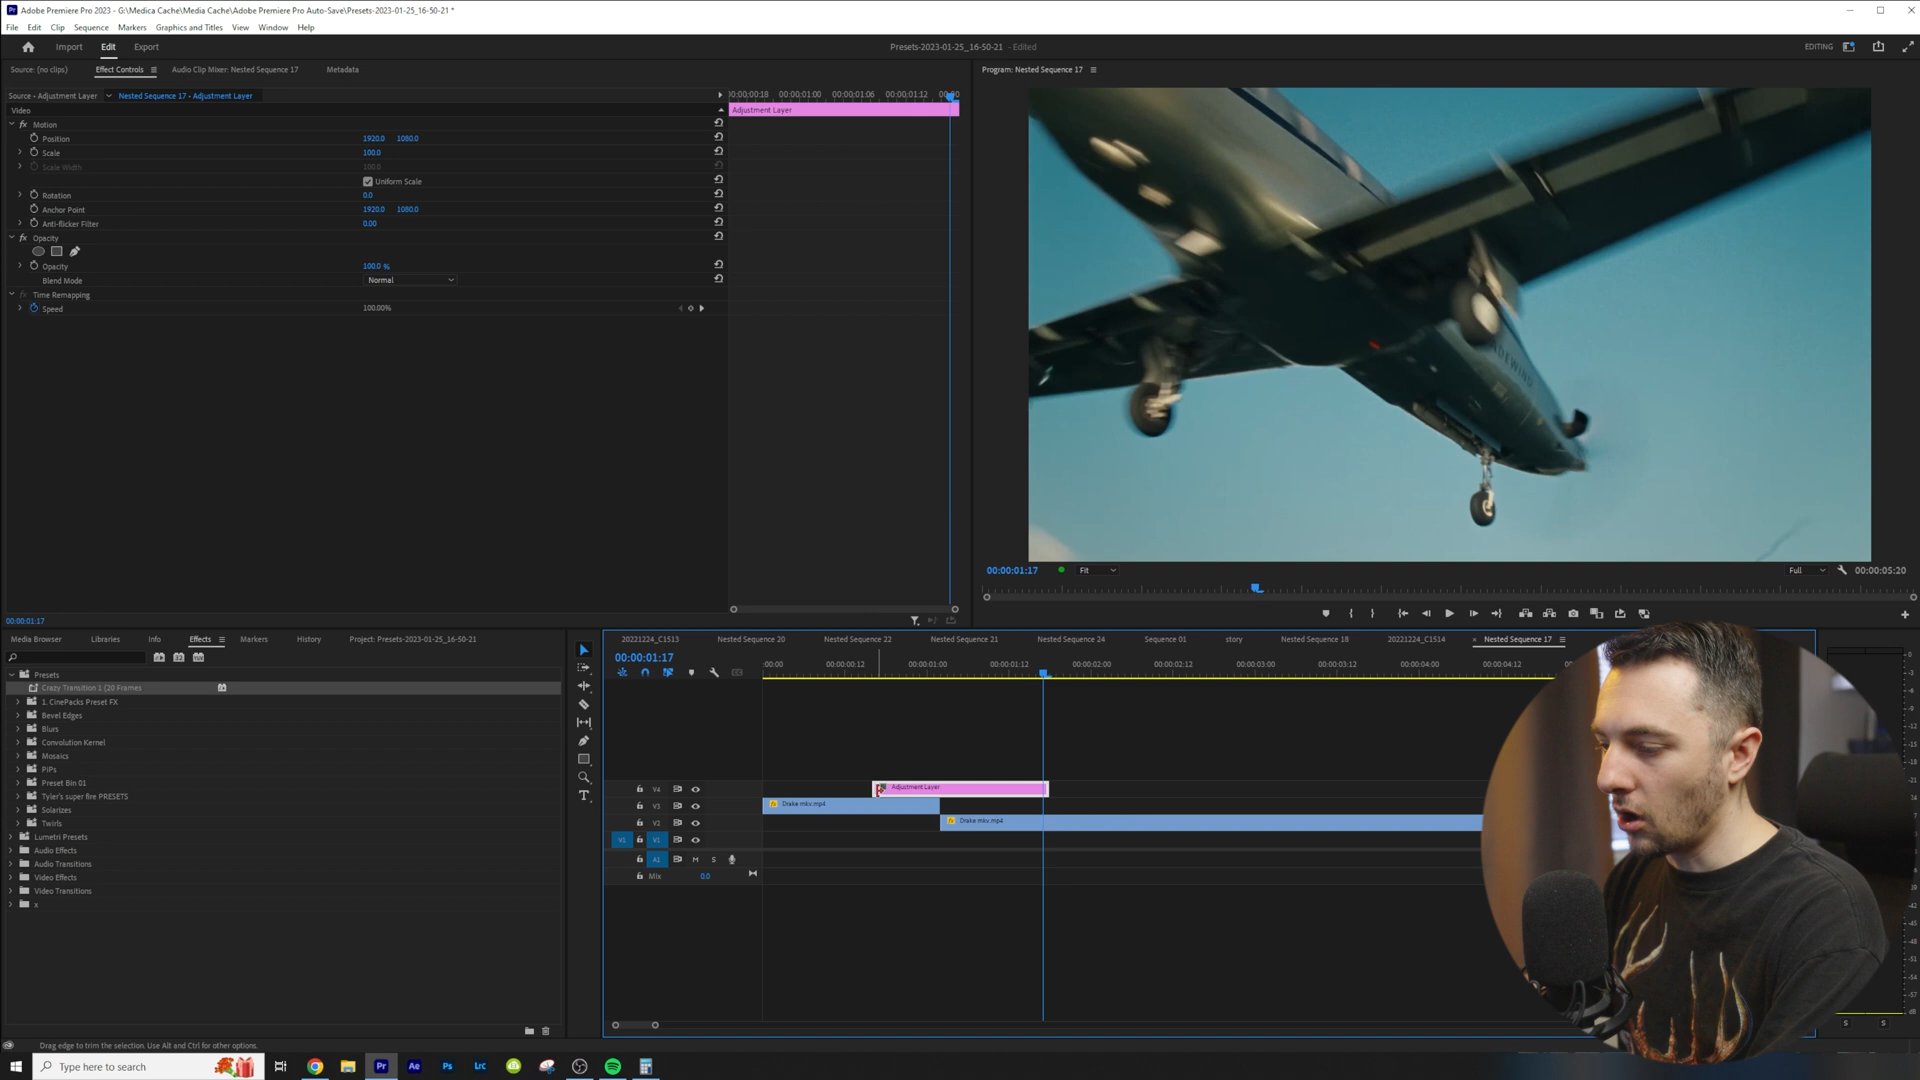 Adobe Premiere Pro 2023 - G:\Medica Cache\Media Cache\Adobe Premiere Pro Auto-Save\Presets-2023-01-25_16-50-21 *
File Edit Clip Sequence Markers Graphics and Titles View Window Help
Import Edit Export Presets-2023-01-25_16-50-21 - Edited EDITING
Source: (no clips) Effect Controls Audio Clip Mixer: Nested Sequence 17 Metadata Program: Nested Sequence 17
Source - Adjustment Layer Nested Sequence 17 - Adjustment Layer 00:00:00:18 00:00:01:00 00:00:01:06 00:00:01:12 00:00
Video Adjustment Layer
fx Motion
Position 1920.0 1080.0
Scale 100.0
Scale Width 100.0
Uniform Scale
Rotation 0.0
Anchor Point 1920.0 1080.0
Anti-flicker Filter 0.00
fx Opacity
Opacity 100.0 %
Blend Mode Normal
Time Remapping
Speed 100.00%
00:00:01:17 Fit Full 00:00:05:20
00:00:01:17
Media Browser Libraries Info Effects Markers History Project: Presets-2023-01-25_16-50-21
Presets
Crazy Transition 1 (20 Frames
1. CinePacks Preset FX
Bevel Edges
Blurs
Convolution Kernel
Mosaics
PiPs
Preset Bin 01
Tyler's super fire PRESETS
Solarizes
Twirls
Lumetri Presets
Audio Effects
Audio Transitions
Video Effects
Video Transitions
x
20221224_C1513 Nested Sequence 20 Nested Sequence 22 Nested Sequence 21 Nested Sequence 24 Sequence 01 story Nested Sequence 18 20221224_C1514 Nested Sequence 17
00:00:01:17 :00:00 00:00:00:12 00:00:01:00 00:00:01:12 00:00:02:00 00:00:02:12 00:00:03:00 00:00:03:12 00:00:04:00 00:00:04:12
V4 Adjustment Layer
V3 Drake mkv.mp4
V2 Drake mkv.mp4
V1 V1
A1 M S
Mix 0.0
S S
Drag edge to trim the selection. Use Alt and Ctrl for other options.
Type here to search Pr Ae Ps Lrc